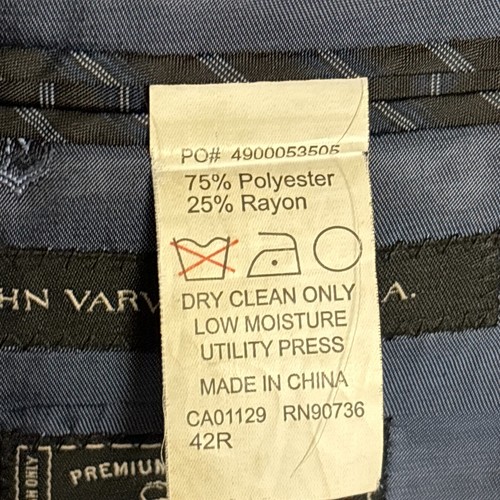 PO# 4900053505
75% Polyester
25% Rayon
HN VARV
A.
DRY CLEAN ONLY
LOW MOISTURE
UTILITY PRESS
MADE IN CHINA
CA01129 RN90736
42R
PREMIUM
N ONLY